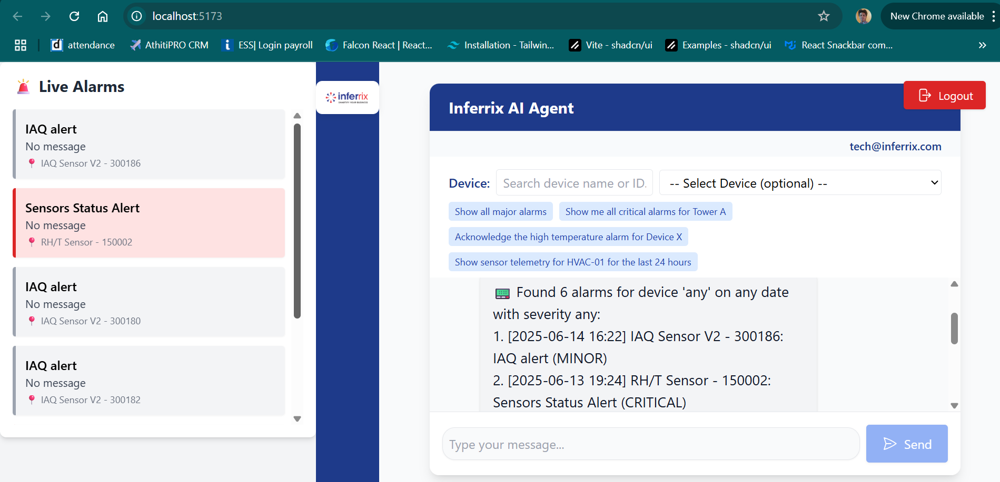 localhost:5173
New Chrome available
attendance
AthitiPRO CRM
ESS| Login payroll
Falcon React | React...
Installation - Tailwin...
Vite - shadcn/ui
Examples - shadcn/ui
React Snackbar com...
Live Alarms
IAQ alert
No message
IAQ Sensor V2 - 300186
Sensors Status Alert
No message
RH/T Sensor - 150002
IAQ alert
No message
IAQ Sensor V2 - 300180
IAQ alert
No message
IAQ Sensor V2 - 300182
inferrix
SMARTIFY YOUR BUSINESS
Inferrix AI Agent
Logout
tech@inferrix.com
Device:
Search device name or ID.
-- Select Device (optional) --
Show all major alarms
Show me all critical alarms for Tower A
Acknowledge the high temperature alarm for Device X
Show sensor telemetry for HVAC-01 for the last 24 hours
Found 6 alarms for device 'any' on any date
with severity any:
1. [2025-06-14 16:22] IAQ Sensor V2 - 300186:
IAQ alert (MINOR)
2. [2025-06-13 19:24] RH/T Sensor - 150002:
Sensors Status Alert (CRITICAL)
Type your message...
Send